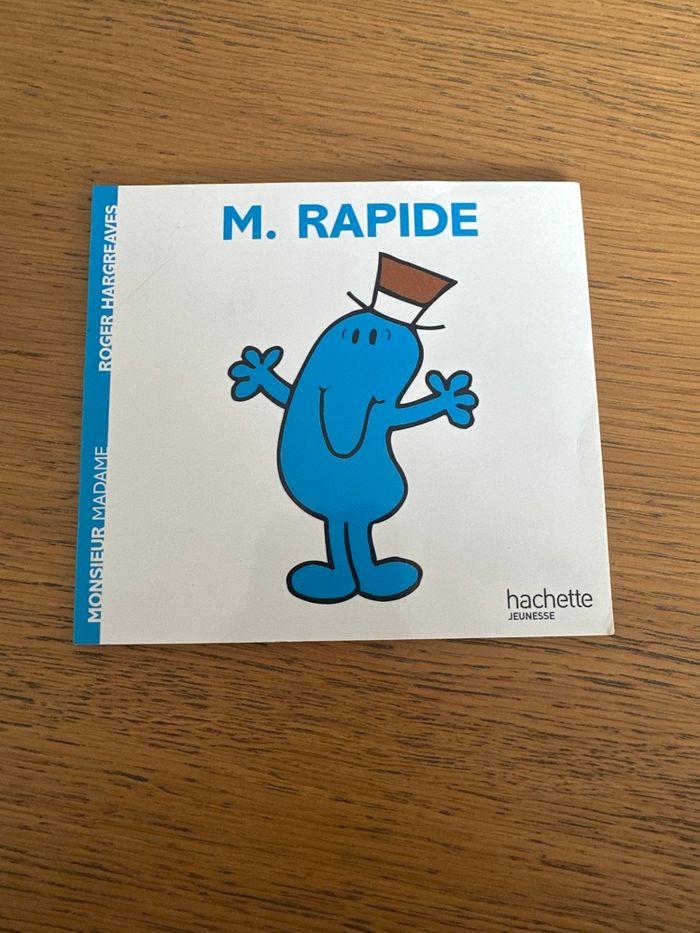 M. RAPIDE
ROGER HARGREAVES
MONSIEUR MADAME
hachette
JEUNESSE